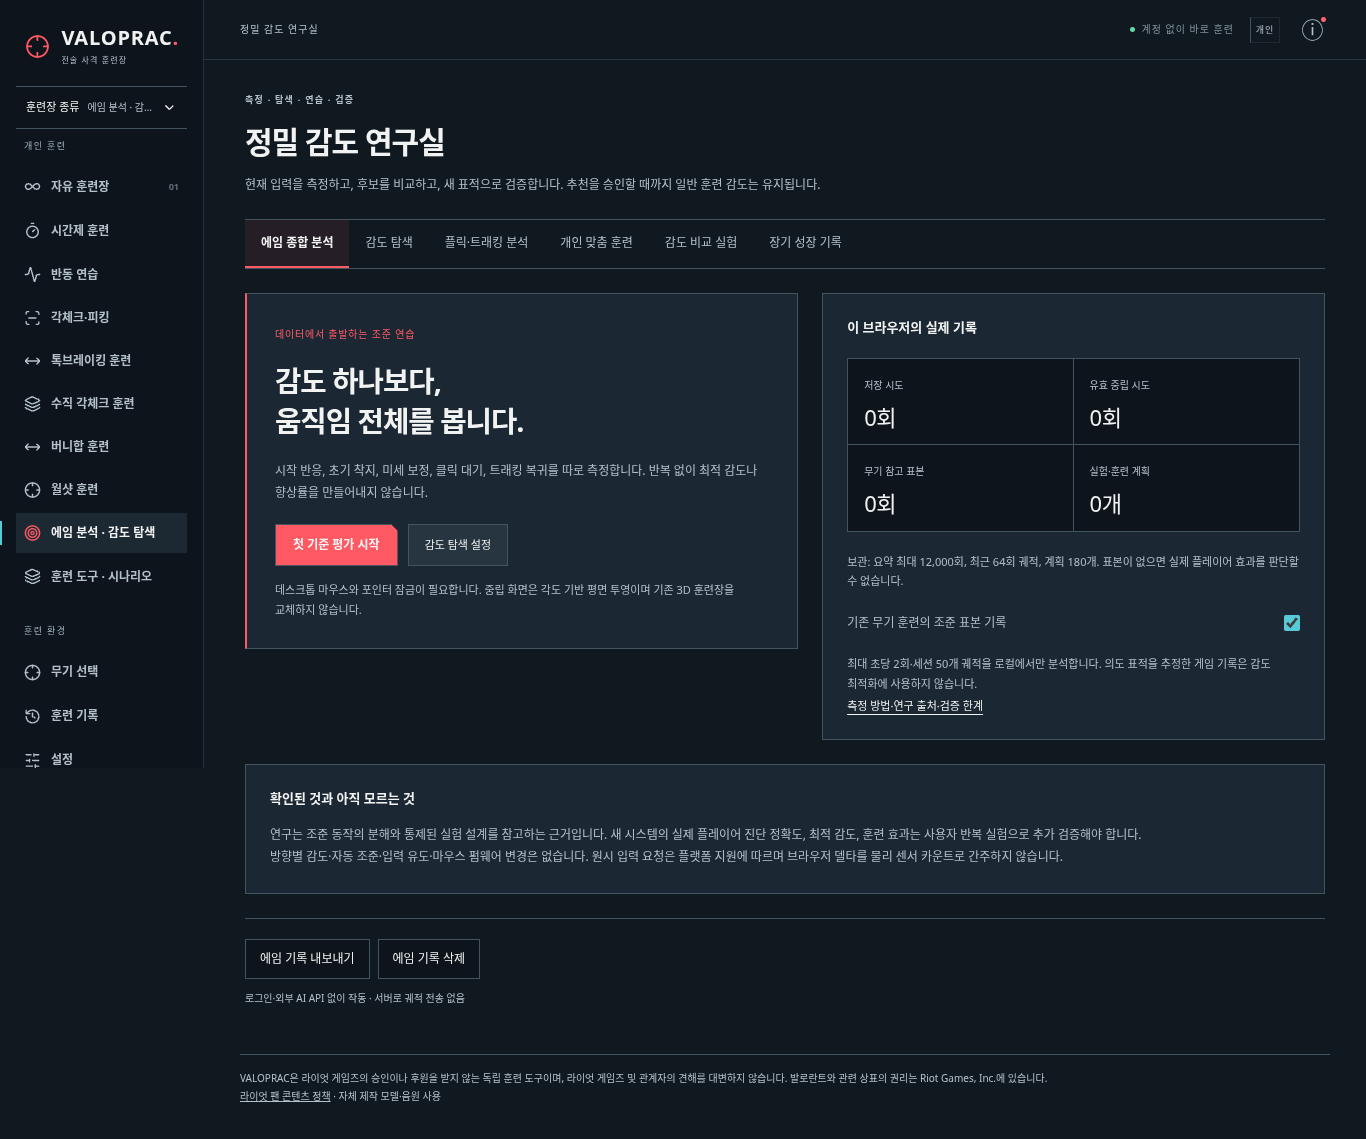 VALOPRAC.
전술 사격 훈련장
훈련장 종류 에임 분석 · 감...
개인 훈련
자유 훈련장 01
시간제 훈련
반동 연습
각체크·피킹
톡브레이킹 훈련
수직 각체크 훈련
버니합 훈련
월샷 훈련
에임 분석 · 감도 탐색
훈련 도구 · 시나리오
훈련 환경
무기 선택
훈련 기록
설정
정밀 감도 연구실
계정 없이 바로 훈련
개인
측정 · 탐색 · 연습 · 검증
정밀 감도 연구실
현재 입력을 측정하고, 후보를 비교하고, 새 표적으로 검증합니다. 추천을 승인할 때까지 일반 훈련 감도는 유지됩니다.
에임 종합 분석 감도 탐색 플릭·트래킹 분석 개인 맞춤 훈련 감도 비교 실험 장기 성장 기록
데이터에서 출발하는 조준 연습
감도 하나보다,
움직임 전체를 봅니다.
시작 반응, 초기 착지, 미세 보정, 클릭 대기, 트래킹 복귀를 따로 측정합니다. 반복 없이 최적 감도나
향상률을 만들어내지 않습니다.
첫 기준 평가 시작
감도 탐색 설정
데스크톱 마우스와 포인터 잠금이 필요합니다. 중립 화면은 각도 기반 평면 투영이며 기존 3D 훈련장을
교체하지 않습니다.
이 브라우저의 실제 기록
저장 시도
0회
유효 중립 시도
0회
무기 참고 표본
0회
실험·훈련 계획
0개
보관: 요약 최대 12,000회, 최근 64회 궤적, 계획 180개. 표본이 없으면 실제 플레이어 효과를 판단할
수 없습니다.
기존 무기 훈련의 조준 표본 기록
최대 초당 2회·세션 50개 궤적을 로컬에서만 분석합니다. 의도 표적을 추정한 게임 기록은 감도
최적화에 사용하지 않습니다.
측정 방법·연구 출처·검증 한계
확인된 것과 아직 모르는 것
연구는 조준 동작의 분해와 통제된 실험 설계를 참고하는 근거입니다. 새 시스템의 실제 플레이어 진단 정확도, 최적 감도, 훈련 효과는 사용자 반복 실험으로 추가 검증해야 합니다.
방향별 감도·자동 조준·입력 유도·마우스 펌웨어 변경은 없습니다. 원시 입력 요청은 플랫폼 지원에 따르며 브라우저 델타를 물리 센서 카운트로 간주하지 않습니다.
에임 기록 내보내기
에임 기록 삭제
로그인·외부 AI API 없이 작동 · 서버로 궤적 전송 없음
VALOPRAC은 라이엇 게임즈의 승인이나 후원을 받지 않는 독립 훈련 도구이며, 라이엇 게임즈 및 관계자의 견해를 대변하지 않습니다. 발로란트와 관련 상표의 권리는 Riot Games, Inc.에 있습니다.
라이엇 팬 콘텐츠 정책 · 자체 제작 모델·음원 사용